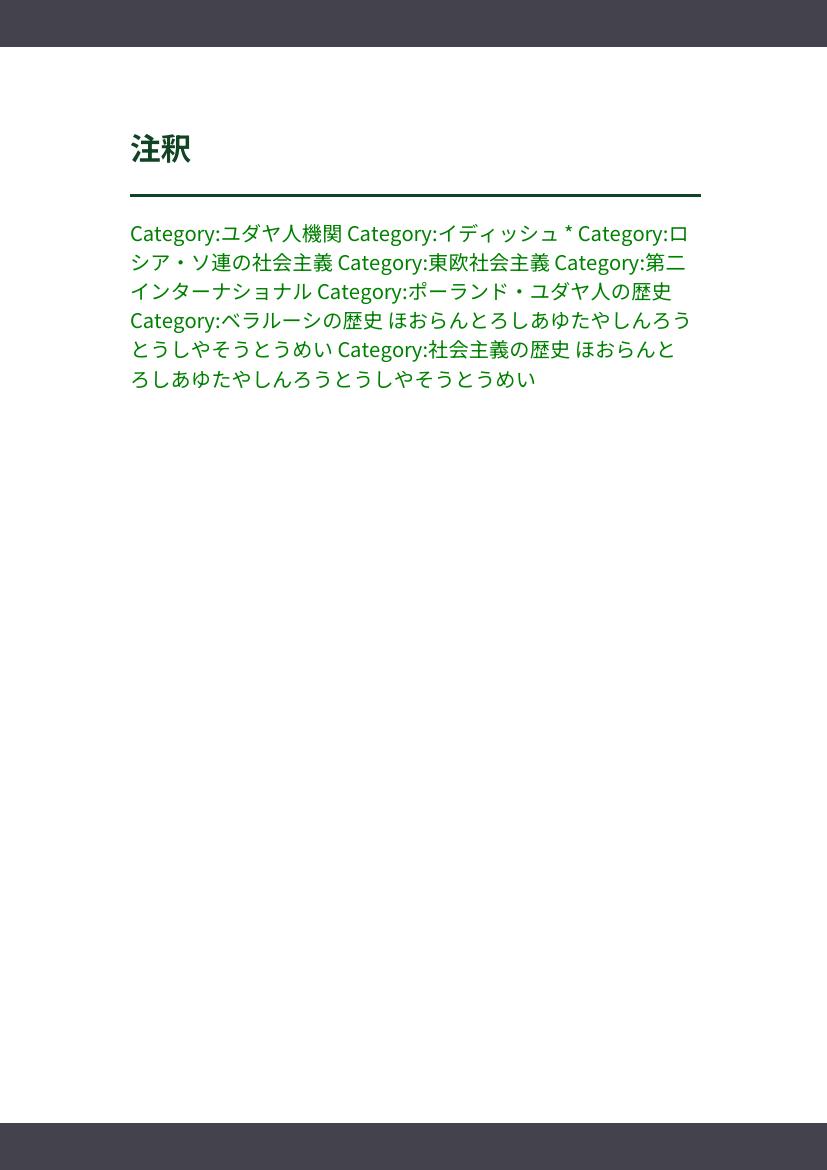 注釈
Category:ユダヤ人機関 Category:イディッシュ * Category:ロ
シア・ソ連の社会主義 Category:東欧社会主義 Category:第二
インターナショナル Category:ポーランド・ユダヤ人の歴史
Category:ベラルーシの歴史 ほおらんとろしあゆたやしんろう
とうしやそうとうめい Category:社会主義の歴史 ほおらんと
ろしあゆたやしんろうとうしやそうとうめい